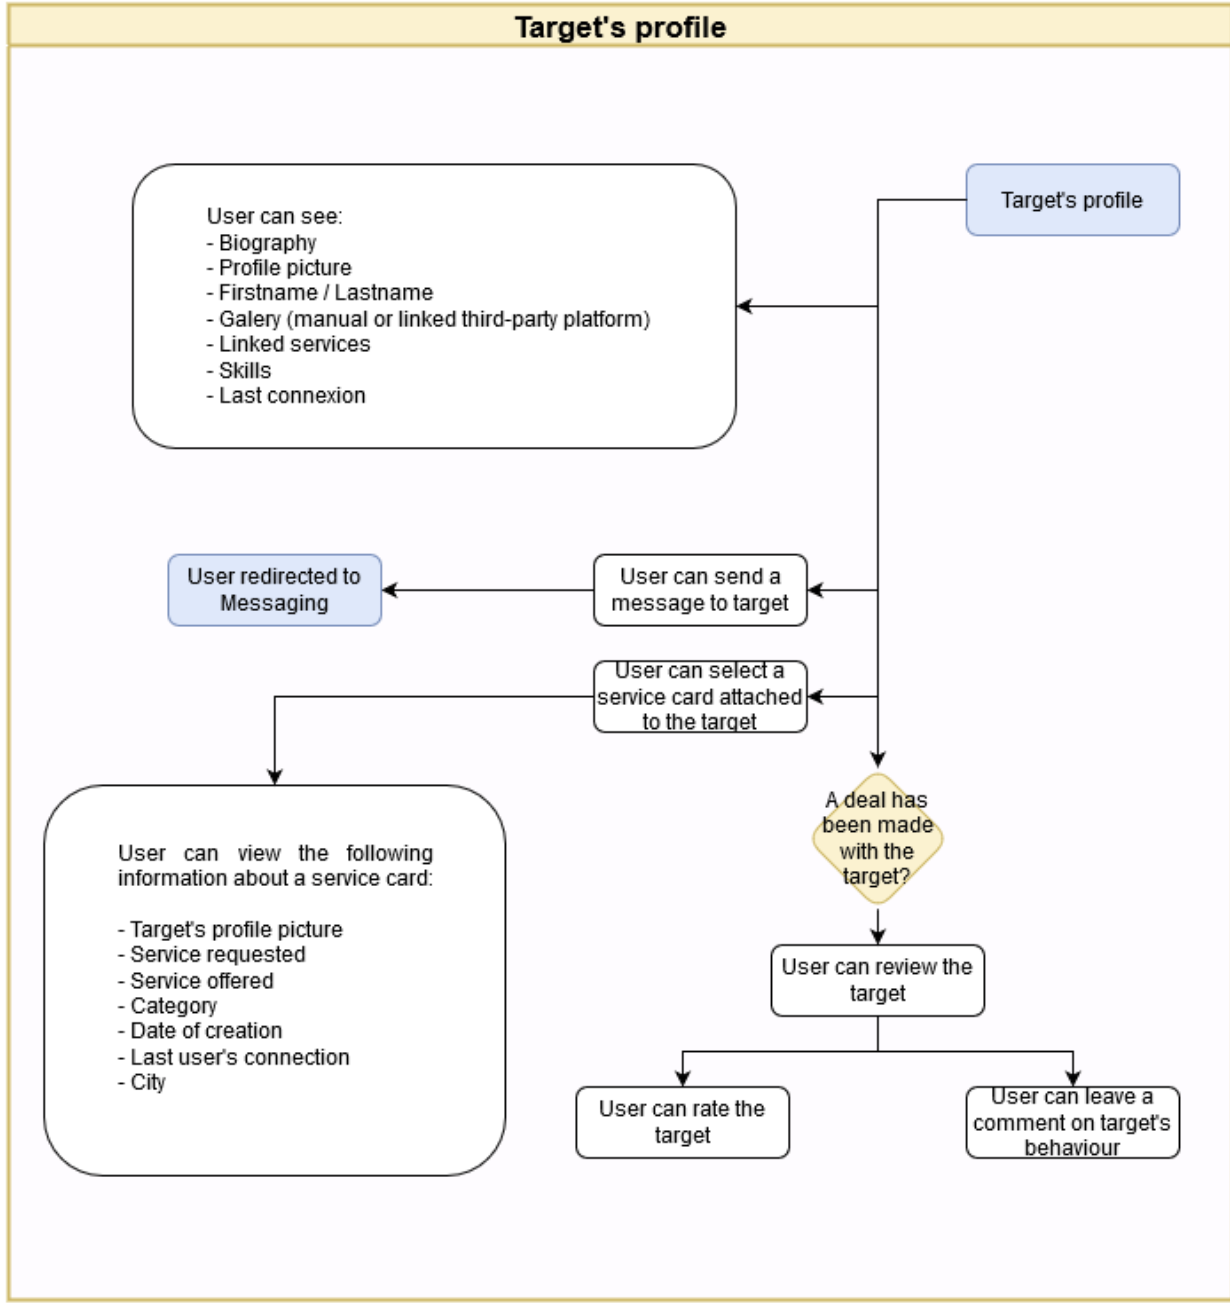 Target's profile
Target's profile
User can see:
- Biography
- Profile picture
- Firstname / Lastname
- Galery (manual or linked third-party platform)
- Linked services
- Skills
- Last connexion
User redirected to
Messaging
User can send a
message to target
User can select a
service card attached
to the target
A deal has
been made
with the
target?
User can view the following
information about a service card:
- Target's profile picture
- Service requested
- Service offered
- Category
- Date of creation
- Last user's connection
- City
User can review the
target
User can rate the
target
User can leave a
comment on target's
behaviour